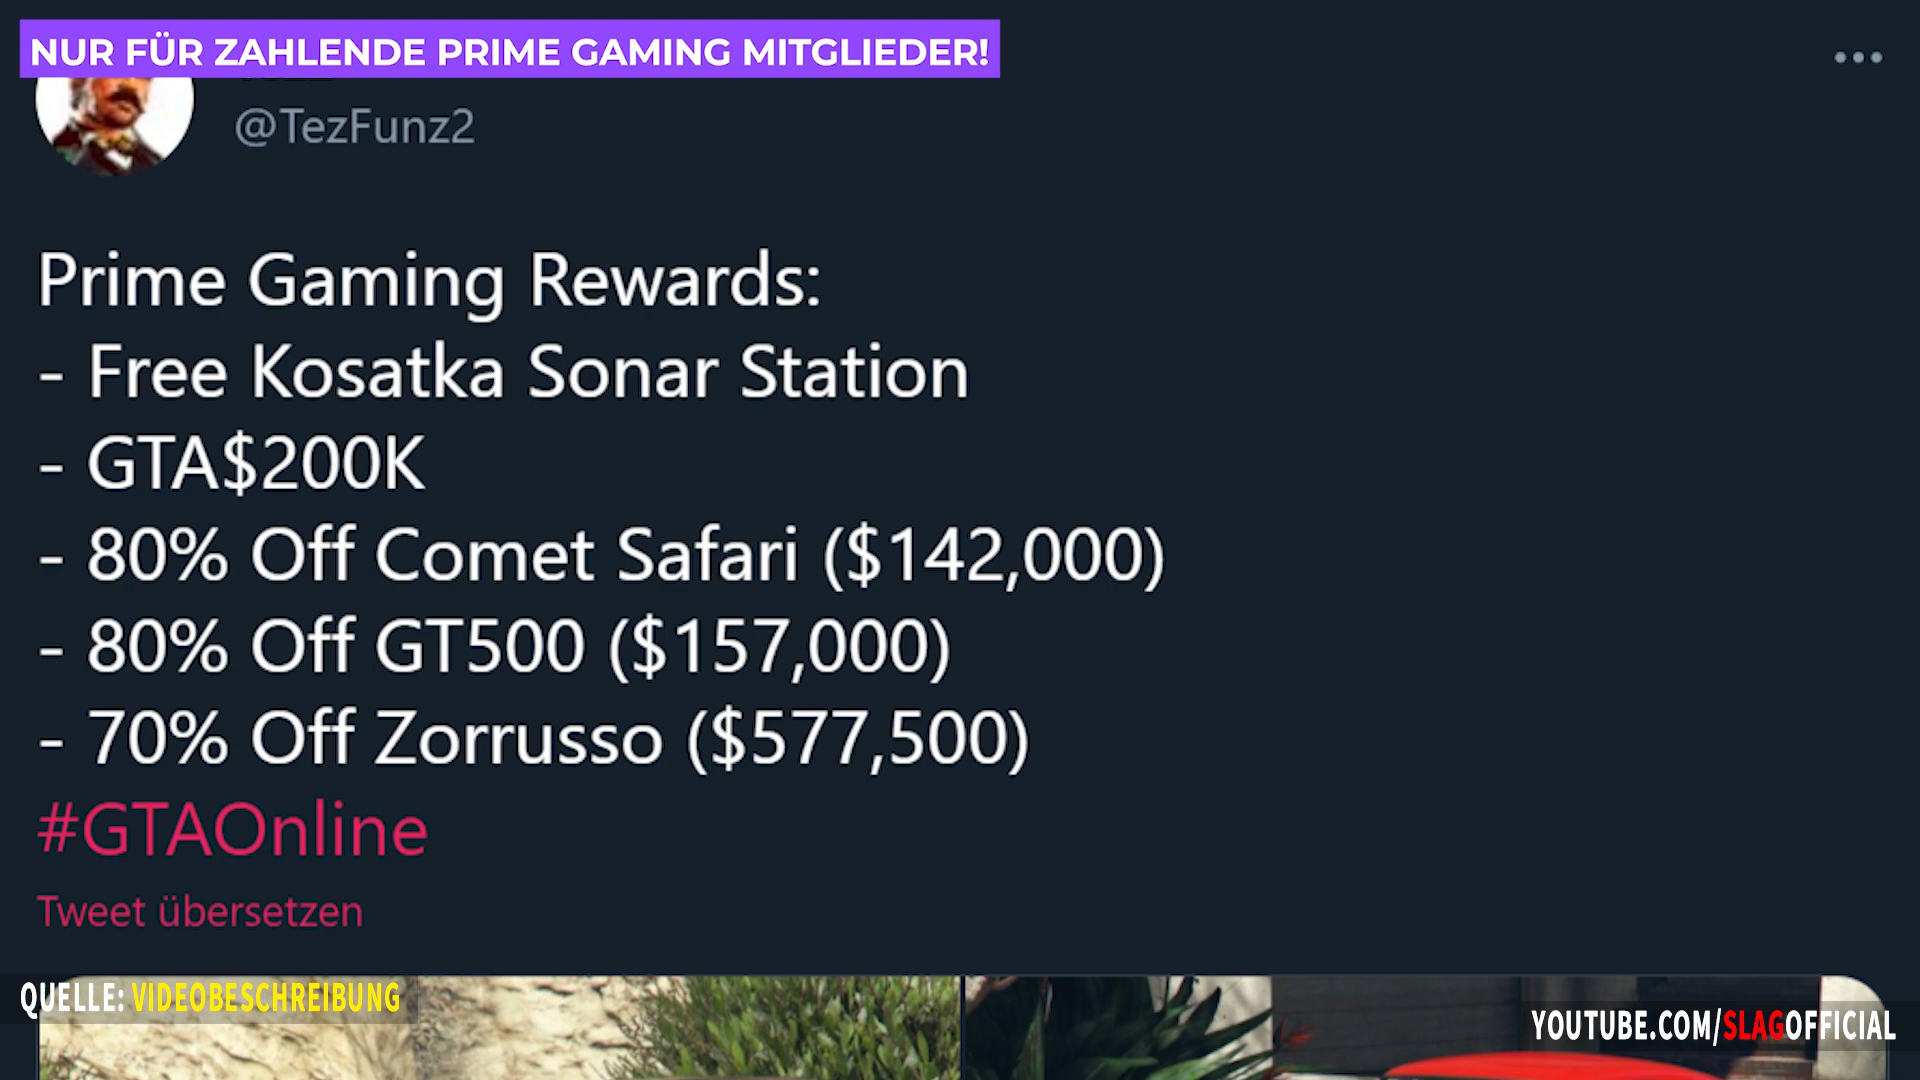 NUR FÜR ZAHLENDE PRIME GAMING MITGLIEDER!
@TezFunz2
Prime Gaming Rewards:
- Free Kosatka Sonar Station
- GTA$200K
- 80% Off Comet Safari ($142,000)
- 80% Off GT500 ($157,000)
- 70% Off Zorrusso ($577,500)
#GTAOnline
Tweet übersetzen
QUELLE: VIDEOBESCHREIBUNG
YOUTUBE.COM/SLAGOFFICIAL